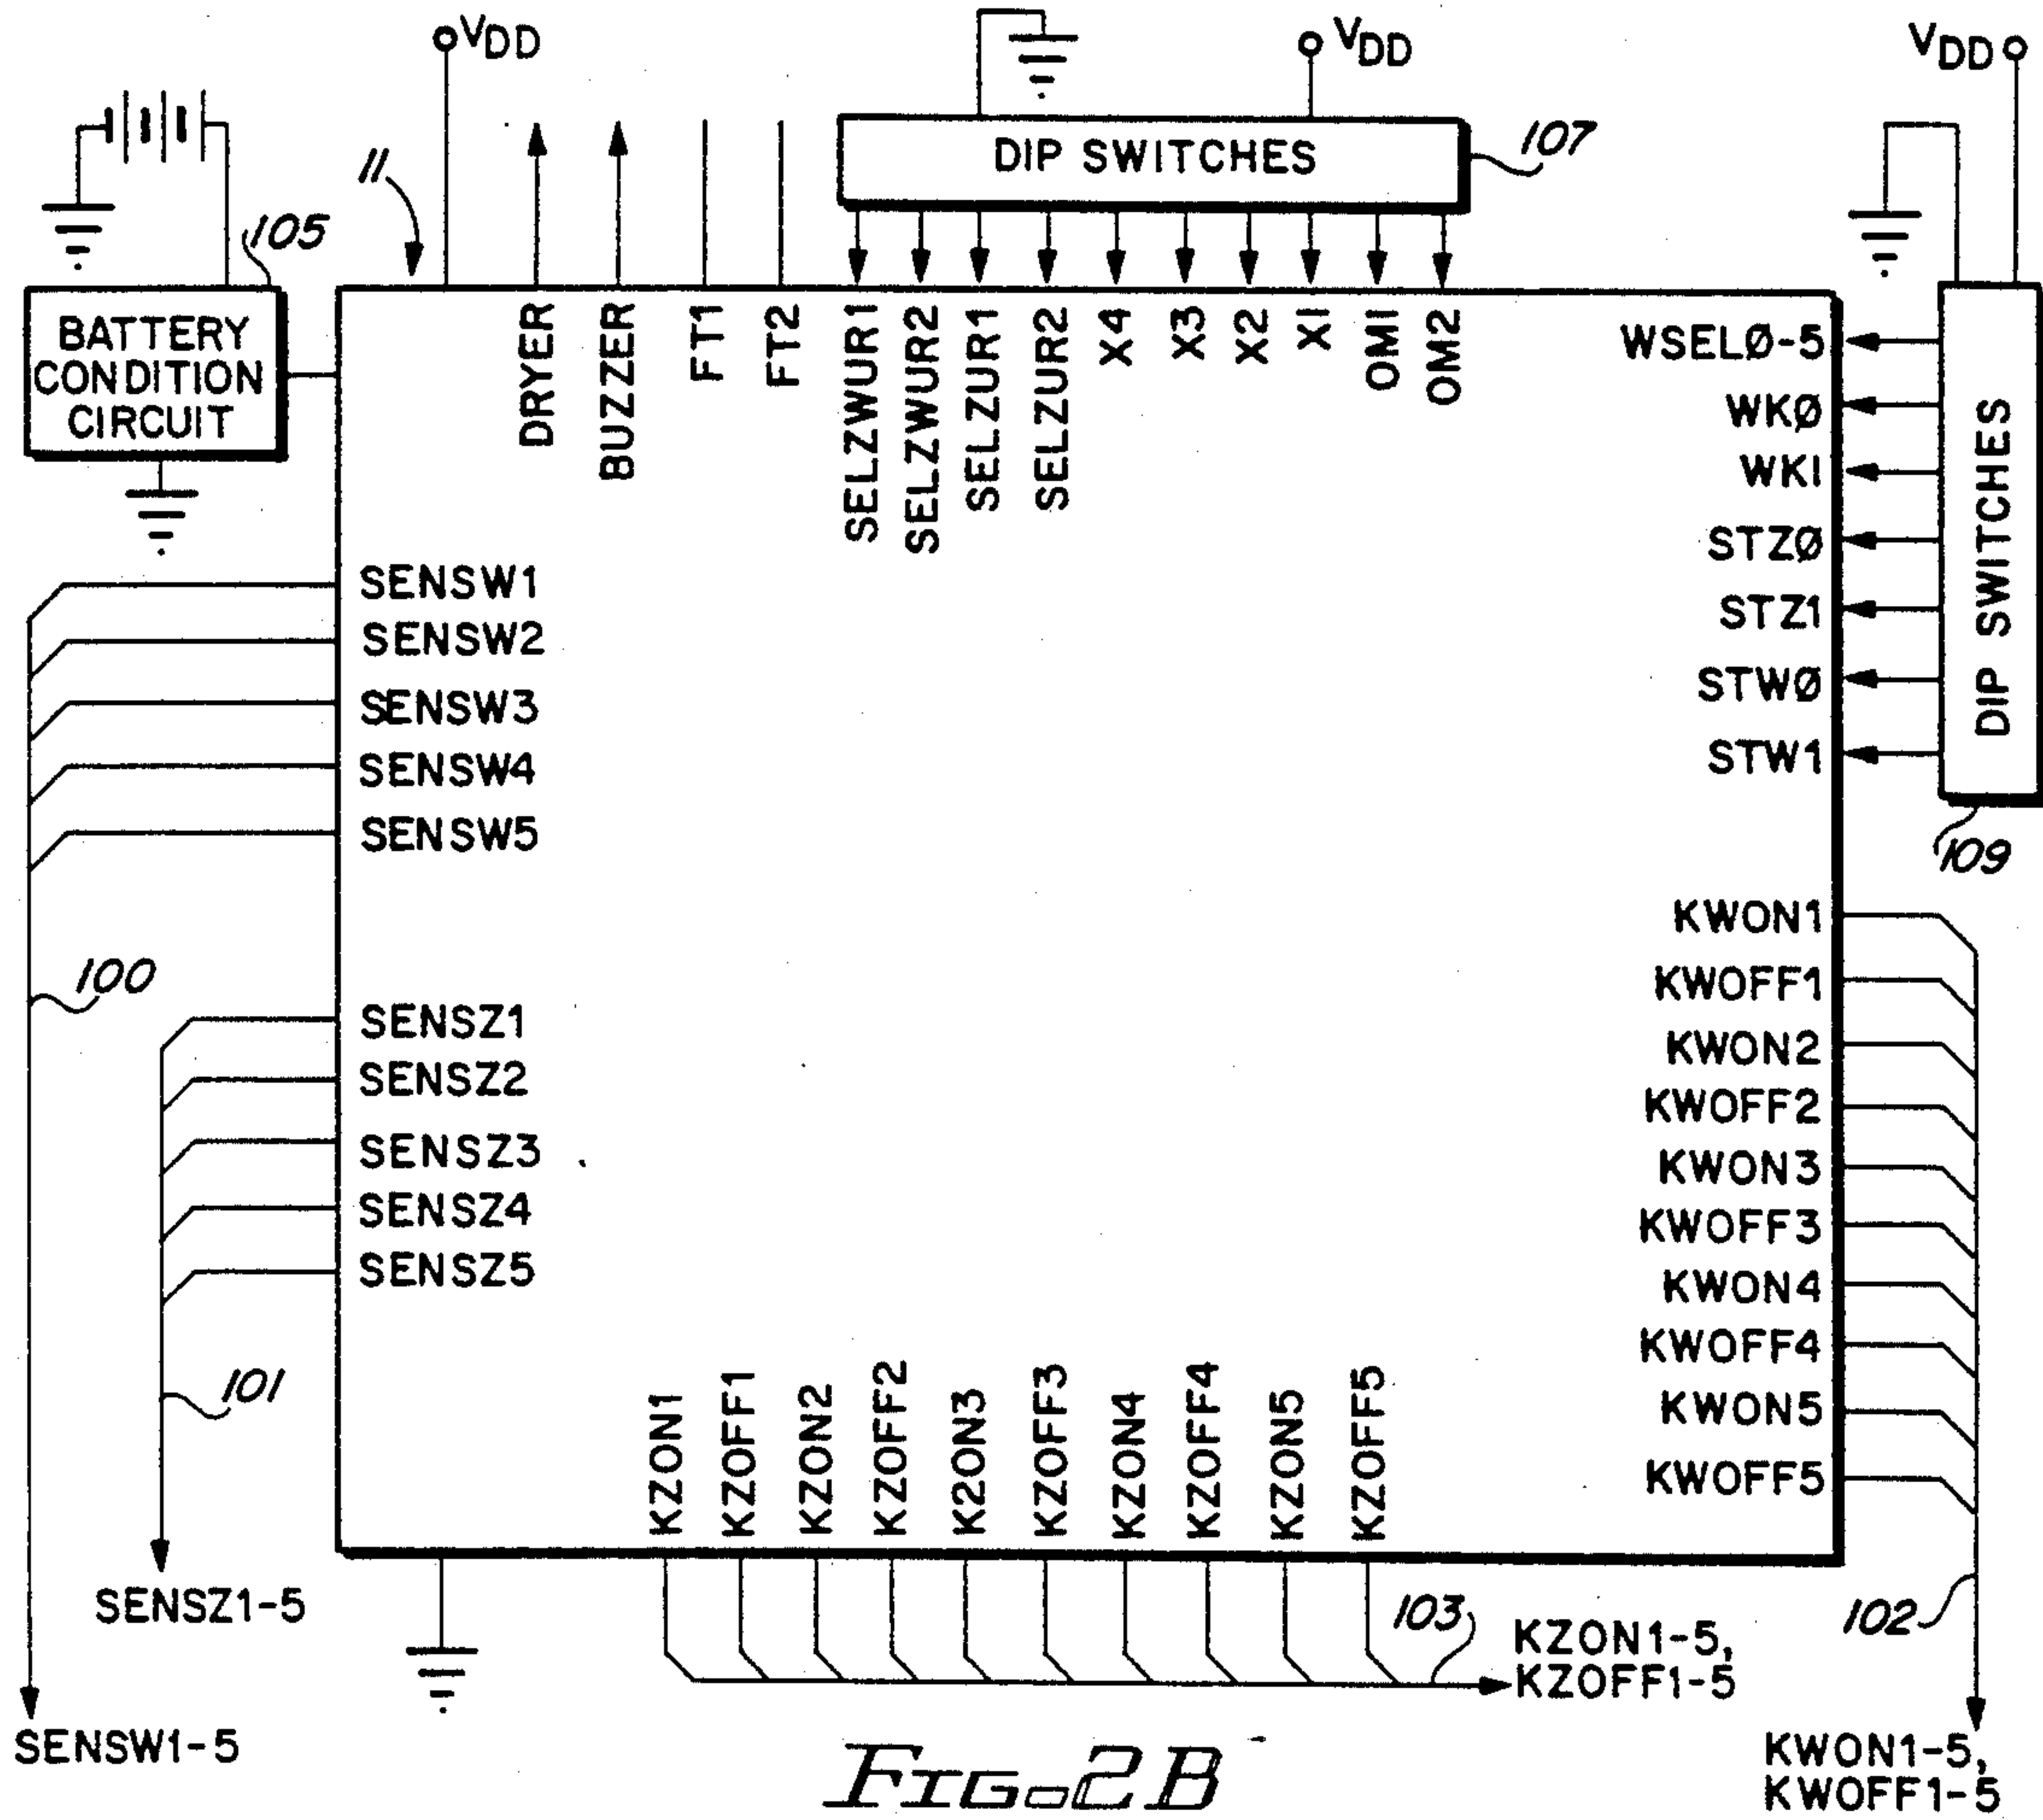 VDD
VDD
VDD
DIP SWITCHES
107
11
105
BATTERY
CONDITION
CIRCUIT
DRYER
BUZZER
FT1
FT2
SELZWUR1
SELZWUR2
SELZUR1
SELZUR2
X4
X3
X2
X1
OM1
OM2
WSELØ-5
WKØ
WK1
STZØ
STZ1
STWØ
STW1
DIP SWITCHES
109
SENSW1
SENSW2
SENSW3
SENSW4
SENSW5
100
SENSZ1
SENSZ2
SENSZ3
SENSZ4
SENSZ5
101
KWON1
KWOFF1
KWON2
KWOFF2
KWON3
KWOFF3
KWON4
KWOFF4
KWON5
KWOFF5
KZON1
KZOFF1
KZON2
KZOFF2
K2ON3
KZOFF3
KZON4
KZOFF4
KZON5
KZOFF5
SENSZ1-5
103
KZON1-5,
KZOFF1-5
102
SENSW1-5
KWON1-5,
KWOFF1-5
FIG. 2B